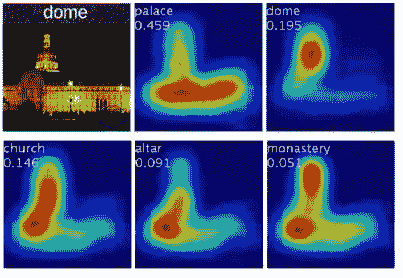 dome
palace
0.459
dome
0.195
church
0.146
altar
0.091
monastery
0.051